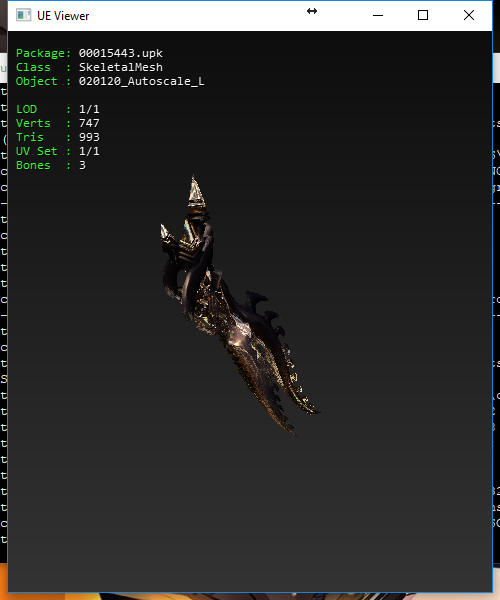 UE Viewer
Package: 00015443.upk
Class : SkeletalMesh
Object : 020120_Autoscale_L
LOD : 1/1
Verts : 747
Tris : 993
UV Set : 1/1
Bones : 3